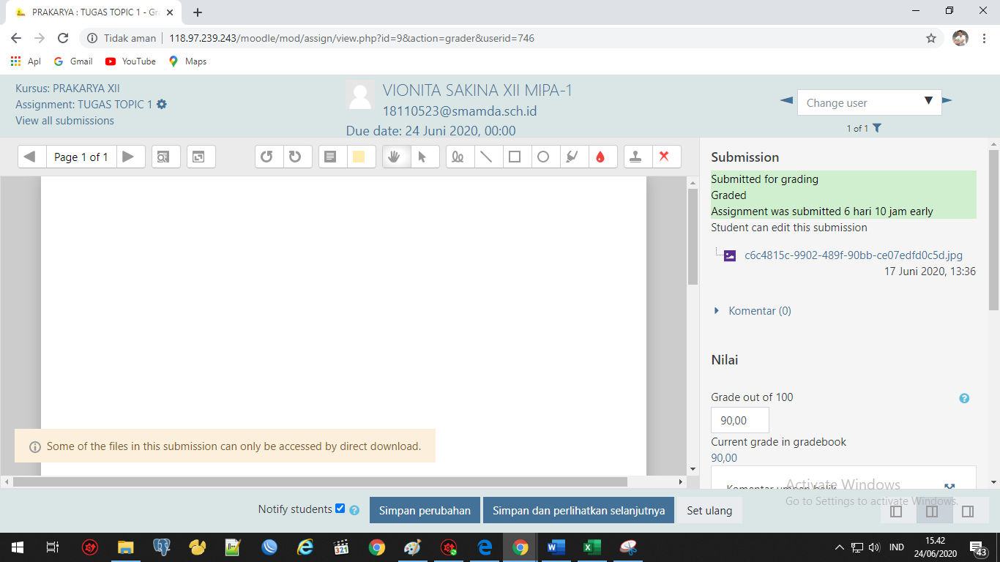 PRAKARYA : TUGAS TOPIC 1 - Gra
Tidak aman
118.97.239.243/moodle/mod/assign/view.php?id=9&action=grader&userid=746
Apl
Gmail
YouTube
Maps
Kursus: PRAKARYA XII
Assignment: TUGAS TOPIC 1
View all submissions
VIONITA SAKINA XII MIPA-1
18110523@smamda.sch.id
Due date: 24 Juni 2020, 00:00
Change user
1 of 1
Page 1 of 1
Submission
Submitted for grading
Graded
Assignment was submitted 6 hari 10 jam early
Student can edit this submission
c6c4815c-9902-489f-90bb-ce07edfd0c5d.jpg
17 Juni 2020, 13:36
Komentar (0)
Nilai
Grade out of 100
90,00
Current grade in gradebook
90,00
Komentar umpan balik
Some of the files in this submission can only be accessed by direct download.
Activate Windows
Go to Settings to activate Windows.
Notify students
Simpan perubahan
Simpan dan perlihatkan selanjutnya
Set ulang
321
IND
15.42
24/06/2020
43